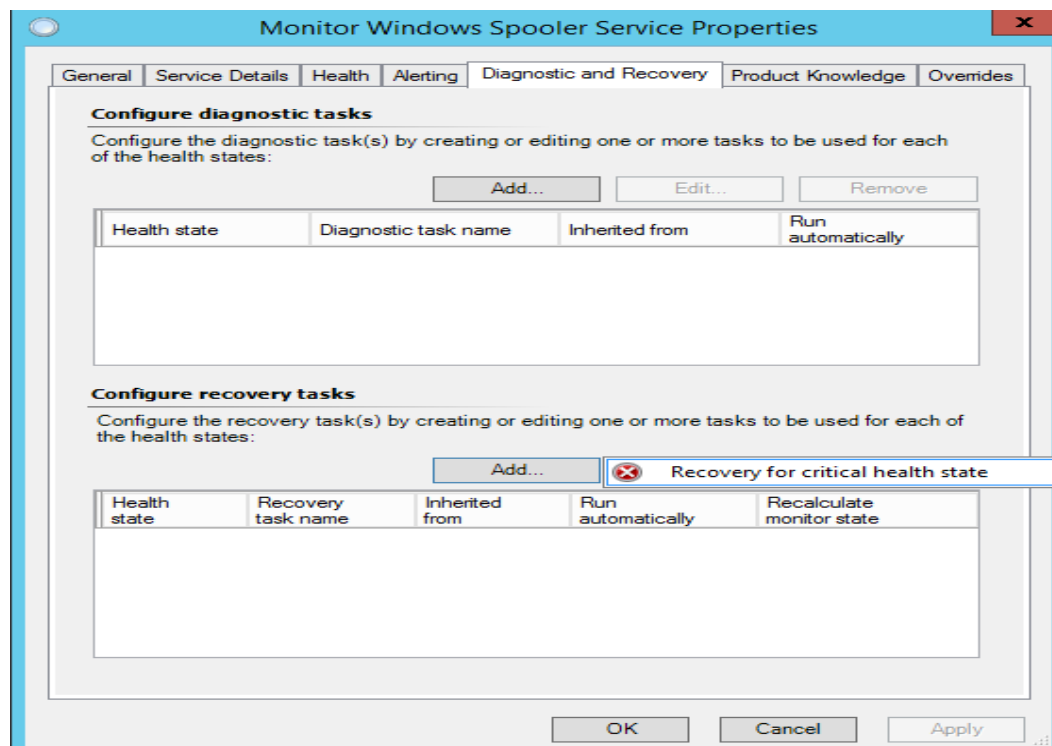 Monitor Windows Spooler Service Properties
x
General Service Details Health Alerting Diagnostic and Recovery Product Knowledge Overrides
Configure diagnostic tasks
Configure the diagnostic task(s) by creating or editing one or more tasks to be used for each
of the health states:
Add... Edit... Remove
Health state Diagnostic task name Inherited from Run
automatically
Configure recovery tasks
Configure the recovery task(s) by creating or editing one or more tasks to be used for each of
the health states:
Add... Recovery for critical health state
Health Recovery Inherited Run Recalculate
state task name from automatically monitor state
OK Cancel Apply